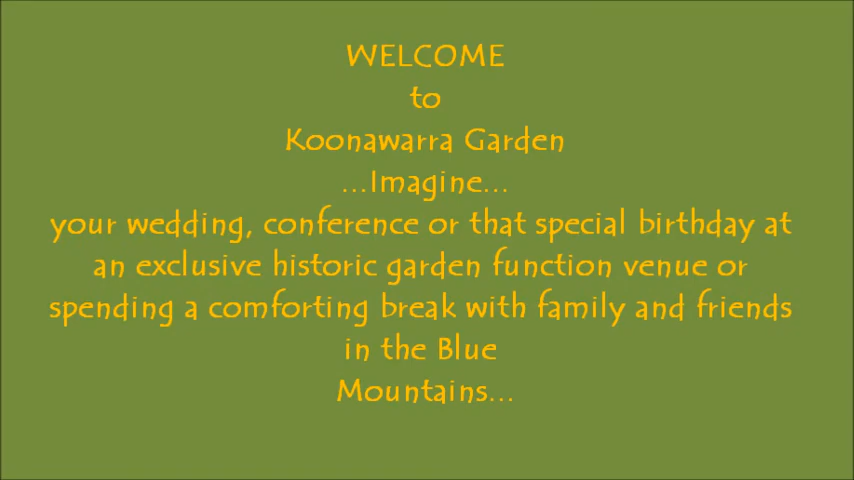 WELCOME
to
Koonawarra Garden
...Imagine...
your wedding, conference or that special birthday at
an exclusive historic garden function venue or
spending a comforting break with family and friends
in the Blue
Mountains...